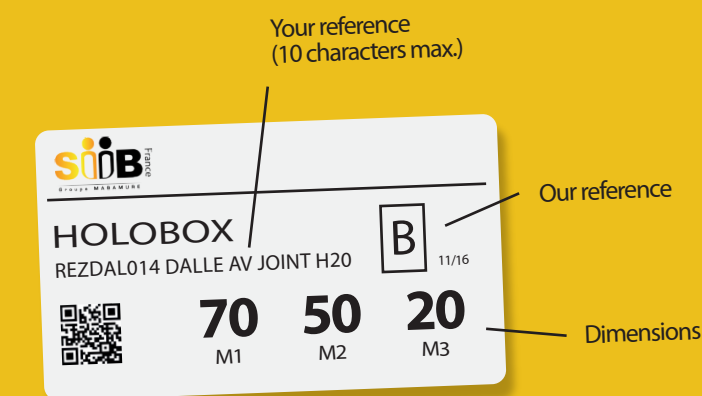 Your reference
(10 characters max.)
SiiB
France
Groupe MABAMURE
HOLOBOX
REZDAL014 DALLE AV JOINT H20
B
11/16
Our reference
70 50 20
M1 M2 M3
Dimensions